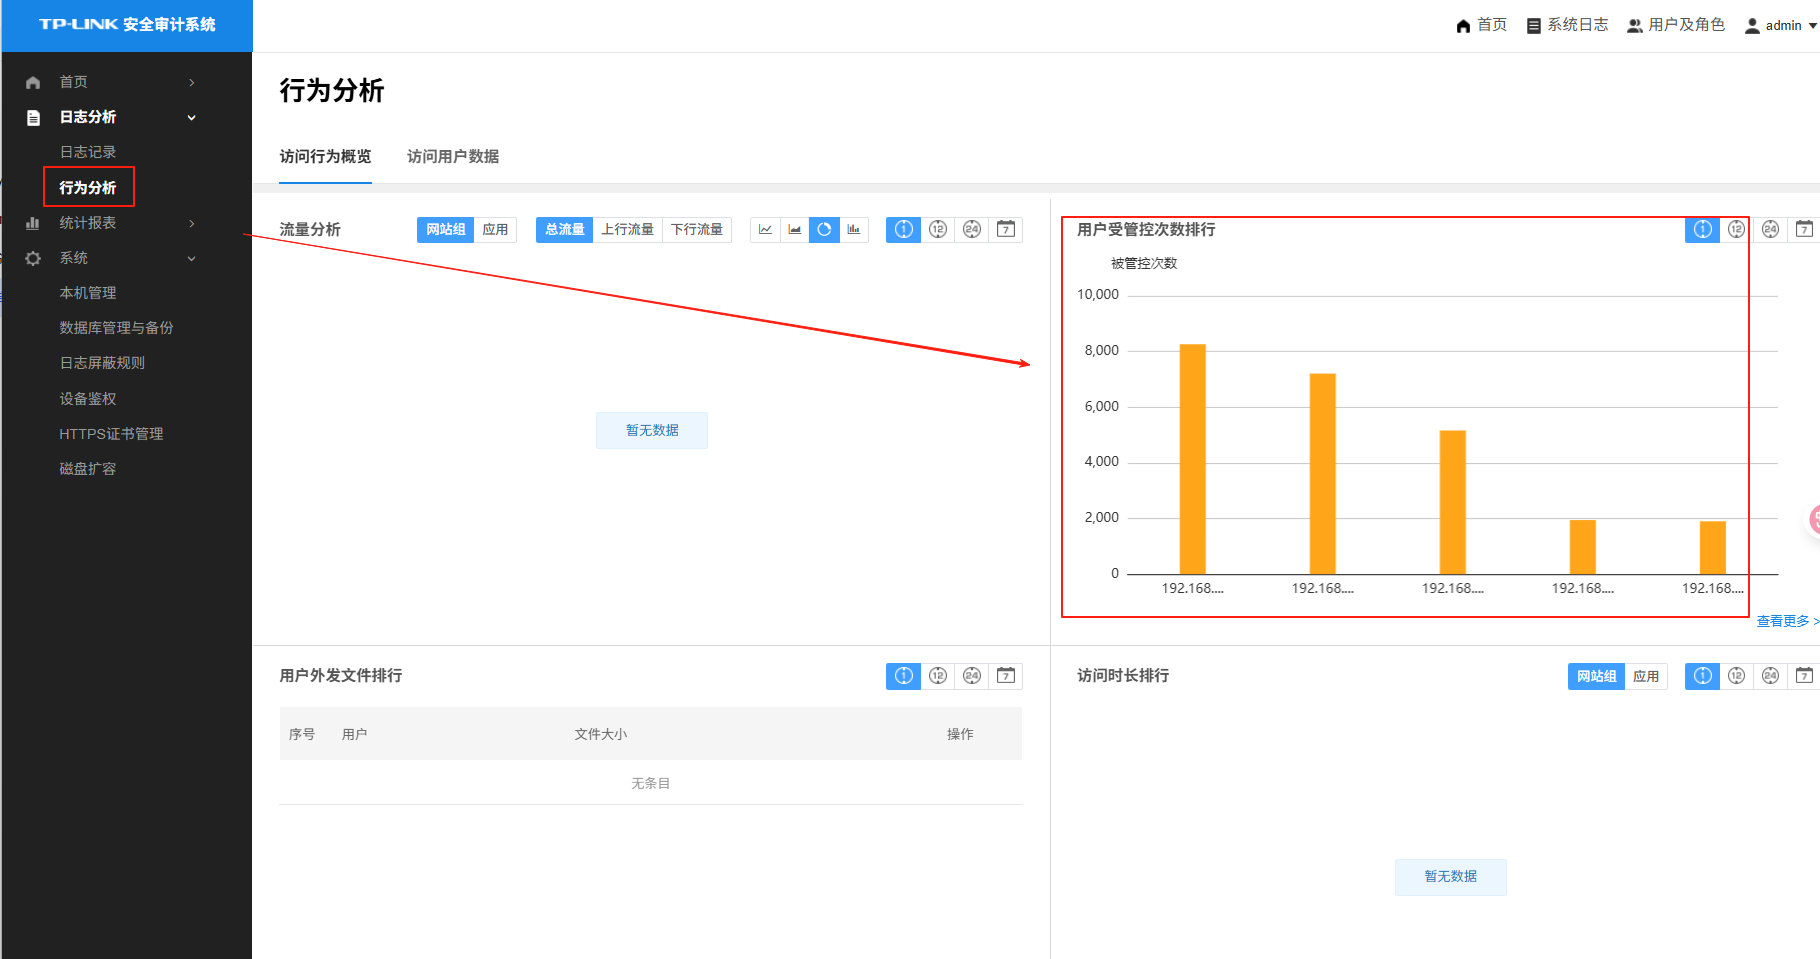 TP-LINK 安全审计系统
首页 系统日志 用户及角色 admin
首页
日志分析
日志记录
行为分析
统计报表
系统
本机管理
数据库管理与备份
日志屏蔽规则
设备鉴权
HTTPS证书管理
磁盘扩容
行为分析
访问行为概览 访问用户数据
流量分析 网站组 应用 总流量 上行流量 下行流量 1 12 24 7
暂无数据
用户受管控次数排行 1 12 24 7
被管控次数
10,000
8,000
6,000
4,000
2,000
0
192.168.... 192.168.... 192.168.... 192.168.... 192.168....
查看更多 >
用户外发文件排行 1 12 24 7
序号 用户 文件大小 操作
无条目
访问时长排行 网站组 应用 1 12 24 7
暂无数据